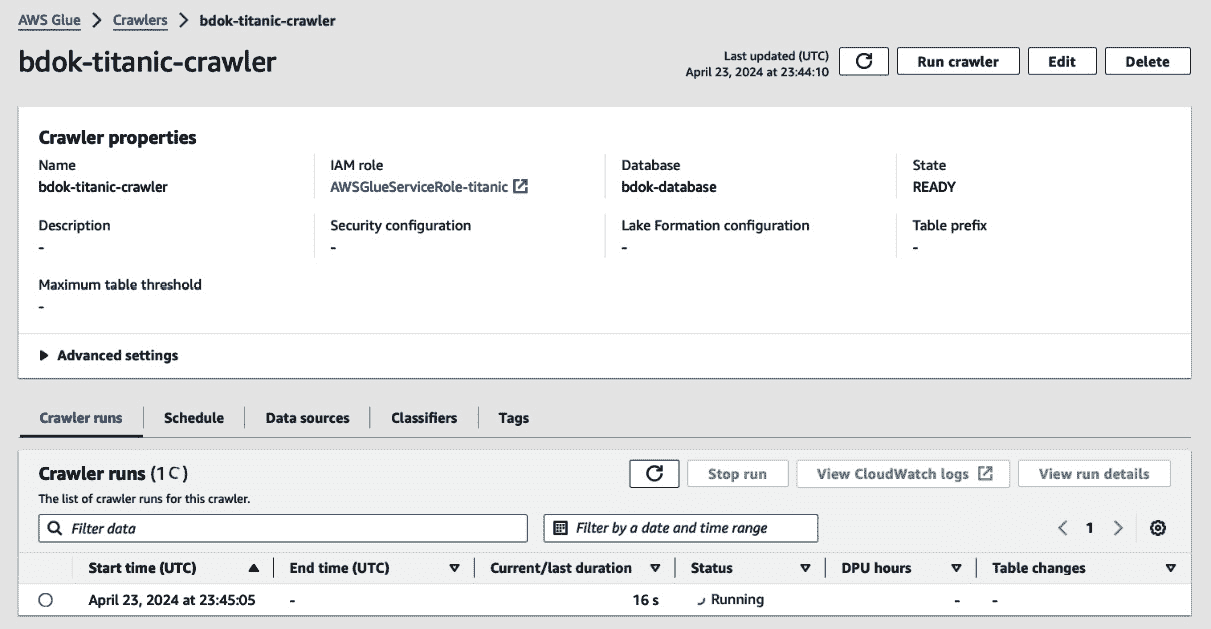 AWS Glue > Crawlers > bdok-titanic-crawler
bdok-titanic-crawler
Last updated (UTC)
April 23, 2024 at 23:44:10
Run crawler
Edit
Delete
Crawler properties
Name
bdok-titanic-crawler
IAM role
AWSGlueServiceRole-titanic
Database
bdok-database
State
READY
Description
-
Security configuration
-
Lake Formation configuration
-
Table prefix
-
Maximum table threshold
-
Advanced settings
Crawler runs
Schedule
Data sources
Classifiers
Tags
Crawler runs (1)
Stop run
View CloudWatch logs
View run details
The list of crawler runs for this crawler.
Filter data
Filter by a date and time range
1
Start time (UTC) End time (UTC) Current/last duration Status DPU hours Table changes
April 23, 2024 at 23:45:05 - 16 s Running - -